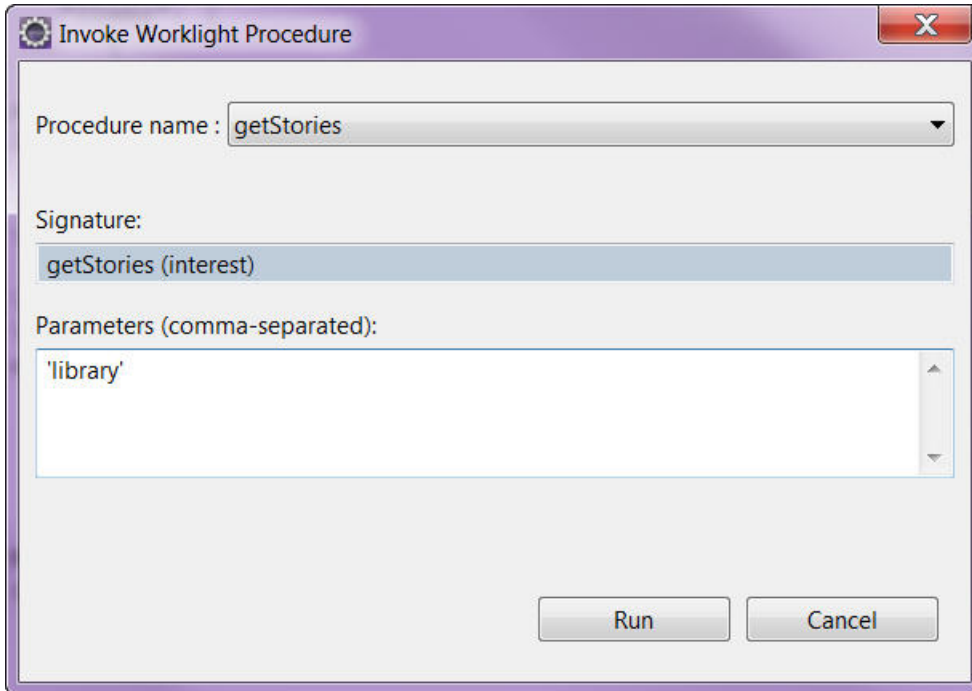 Invoke Worklight Procedure
Procedure name : getStories
Signature:
getStories (interest)
Parameters (comma-separated):
'library'
Run Cancel